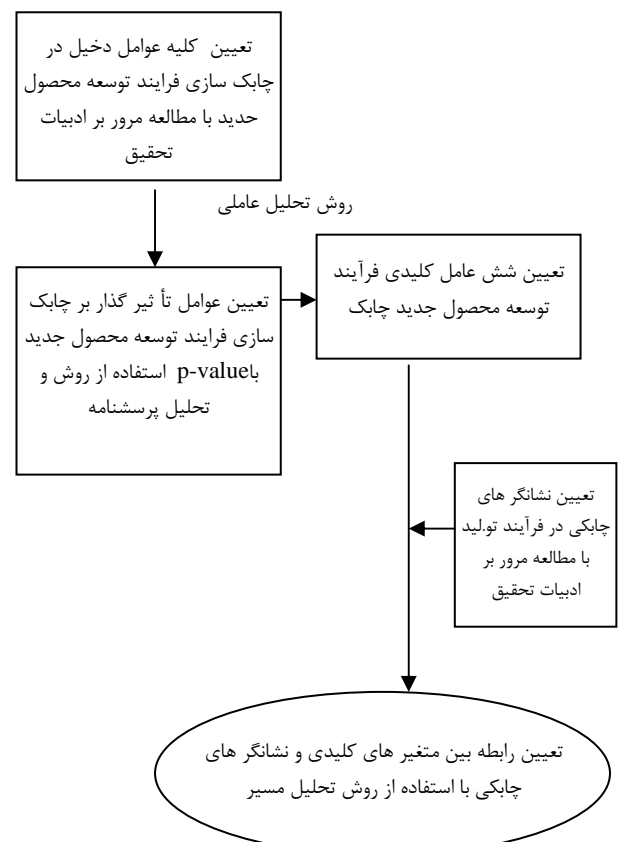 تعیین کلیه عوامل دخیل در
چابک سازی فرایند توسعه محصول
حدید با مطالعه مرور بر ادبیات
تحقیق
روش تحلیل عاملی
تعیین عوامل تأ ثیر گذار بر چابک
سازی فرایند توسعه محصول جدید
باp-value استفاده از روش و
تحلیل پرسشنامه
تعیین شش عامل کلیدی فرآیند
توسعه محصول جدید چابک
تعیین نشانگر های
چابکی در فرآیند تو.لید
با مطالعه مرور بر
ادبیات تحقیق
تعیین رابطه بین متغیر های کلیدی و نشانگر های
چابکی با استفاده از روش تحلیل مسیر